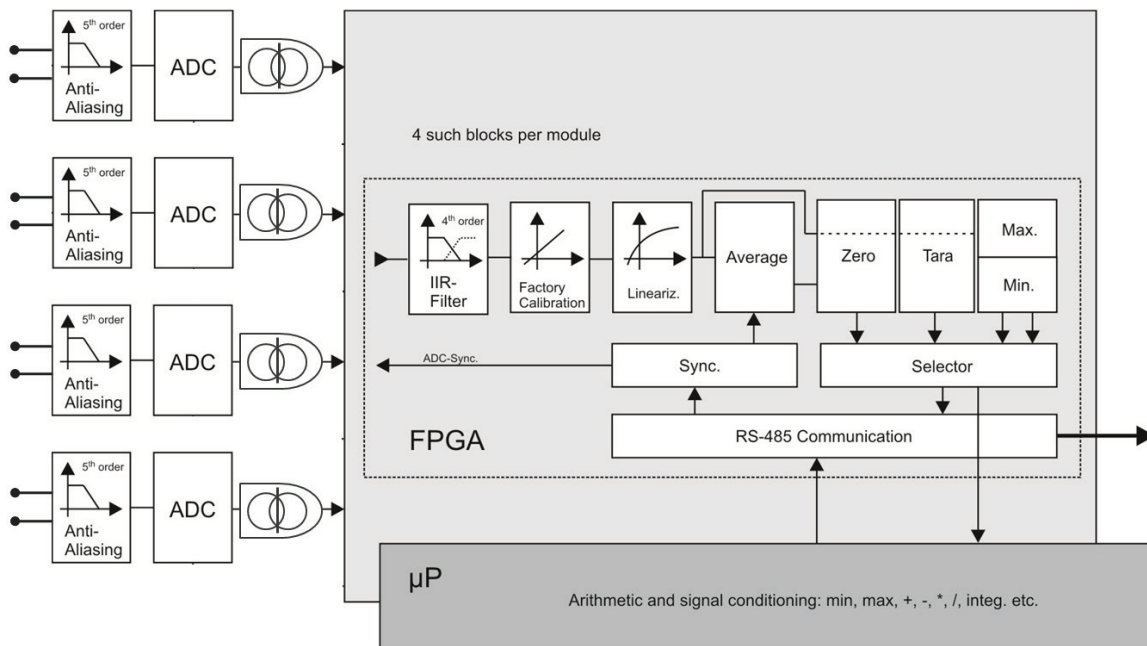 5th order
Anti-
Aliasing
ADC
5th order
Anti-
Aliasing
ADC
5th order
Anti-
Aliasing
ADC
5th order
Anti-
Aliasing
ADC
4 such blocks per module
4th order
IIR-
Filter
Factory
Calibration
Lineariz.
Average
Zero
Tara
Max.
Min.
ADC-Sync.
Sync.
Selector
FPGA
RS-485 Communication
µP
Arithmetic and signal conditioning: min, max, +, -, *, /, integ. etc.